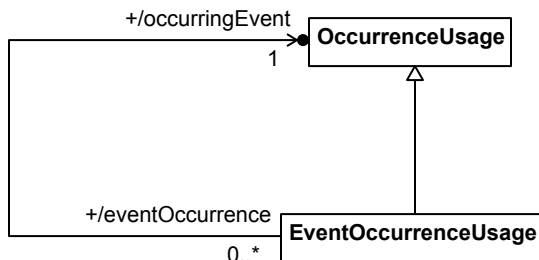 +/occurringEvent
OccurrenceUsage
1
+/eventOccurrence
EventOccurrenceUsage
0..*